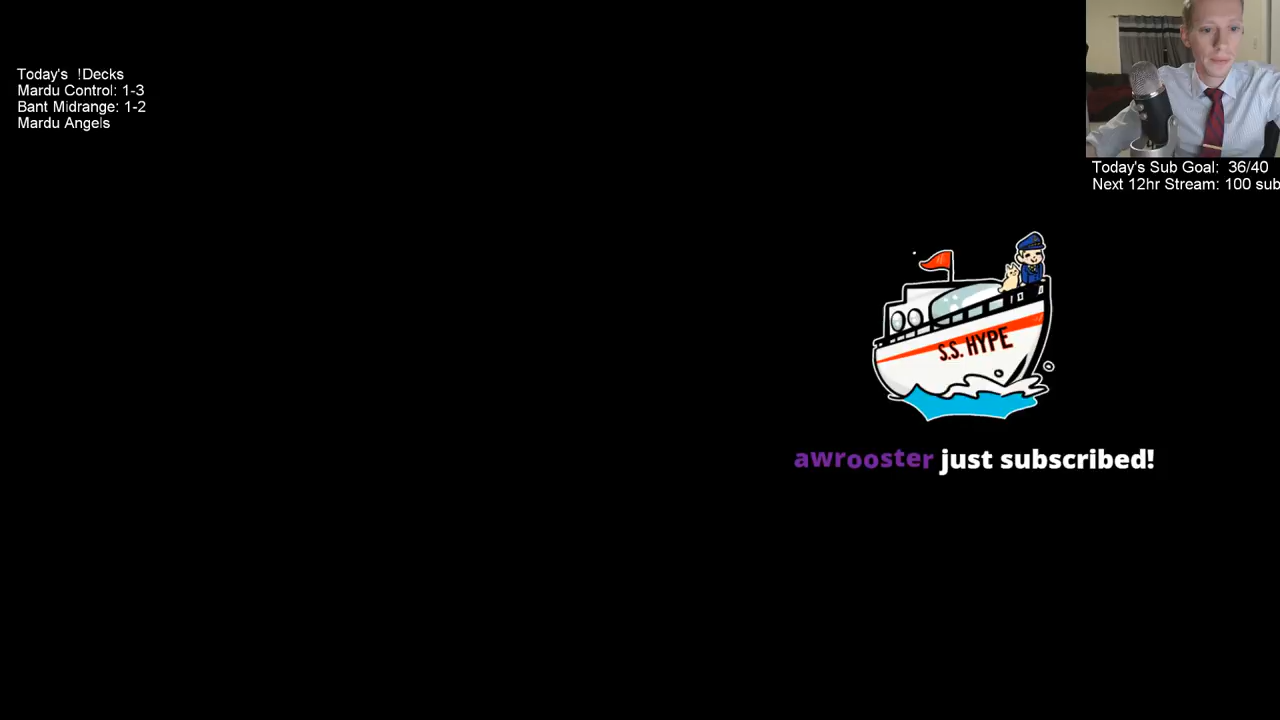 Today's !Decks
Mardu Control: 1-3
Bant Midrange: 1-2
Mardu Angels
Today's Sub Goal: 36/40
Next 12hr Stream: 100 sub
S.S. HYPE
awrooster just subscribed!